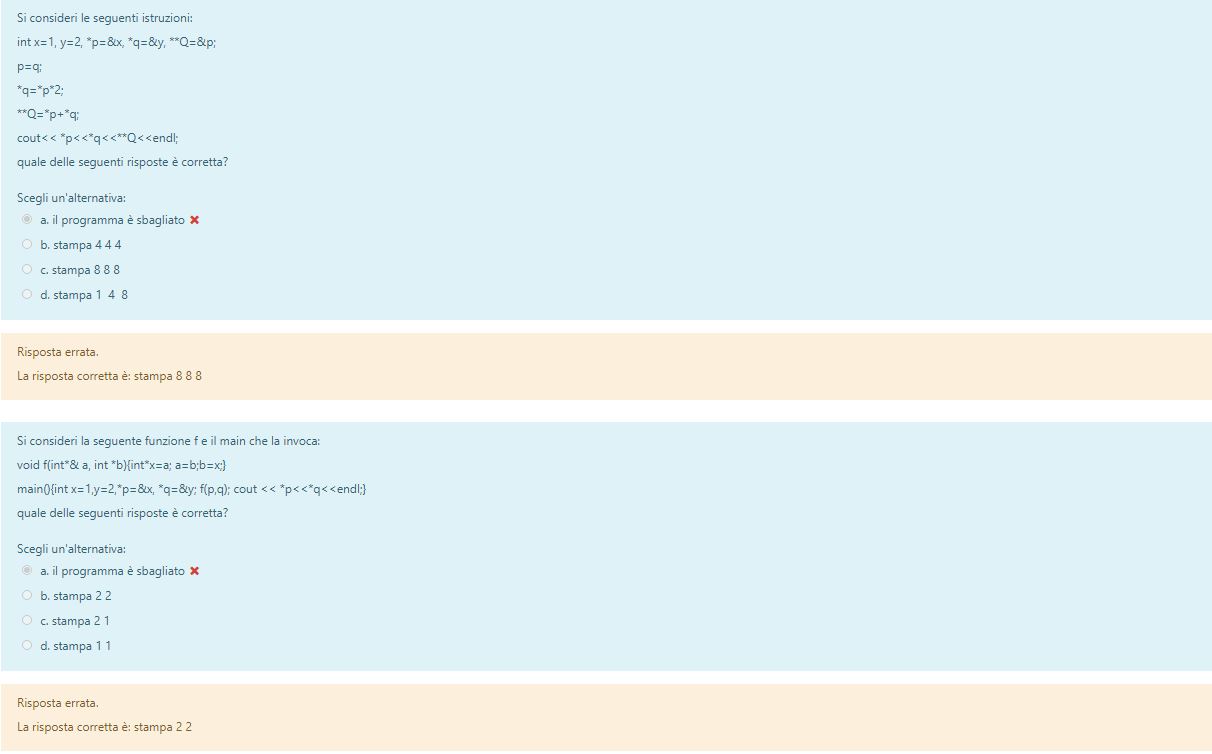 Si consideri le seguenti istruzioni:
int x=1, y=2, *p=&x, *q=&y, **Q=&p;
p=q;
*q=*p*2;
**Q=*p+*q;
cout<< *p<<*q<<**Q<<endl;
quale delle seguenti risposte è corretta?
Scegli un'alternativa:
a. il programma è sbagliato ✖
b. stampa 4 4 4
c. stampa 8 8 8
d. stampa 1 4 8
Risposta errata.
La risposta corretta è: stampa 8 8 8
Si consideri la seguente funzione f e il main che la invoca:
void f(int*& a, int *b){int*x=a; a=b;b=x;}
main(){int x=1,y=2,*p=&x, *q=&y; f(p,q); cout << *p<<*q<<endl;}
quale delle seguenti risposte è corretta?
Scegli un'alternativa:
a. il programma è sbagliato ✖
b. stampa 2 2
c. stampa 2 1
d. stampa 1 1
Risposta errata.
La risposta corretta è: stampa 2 2